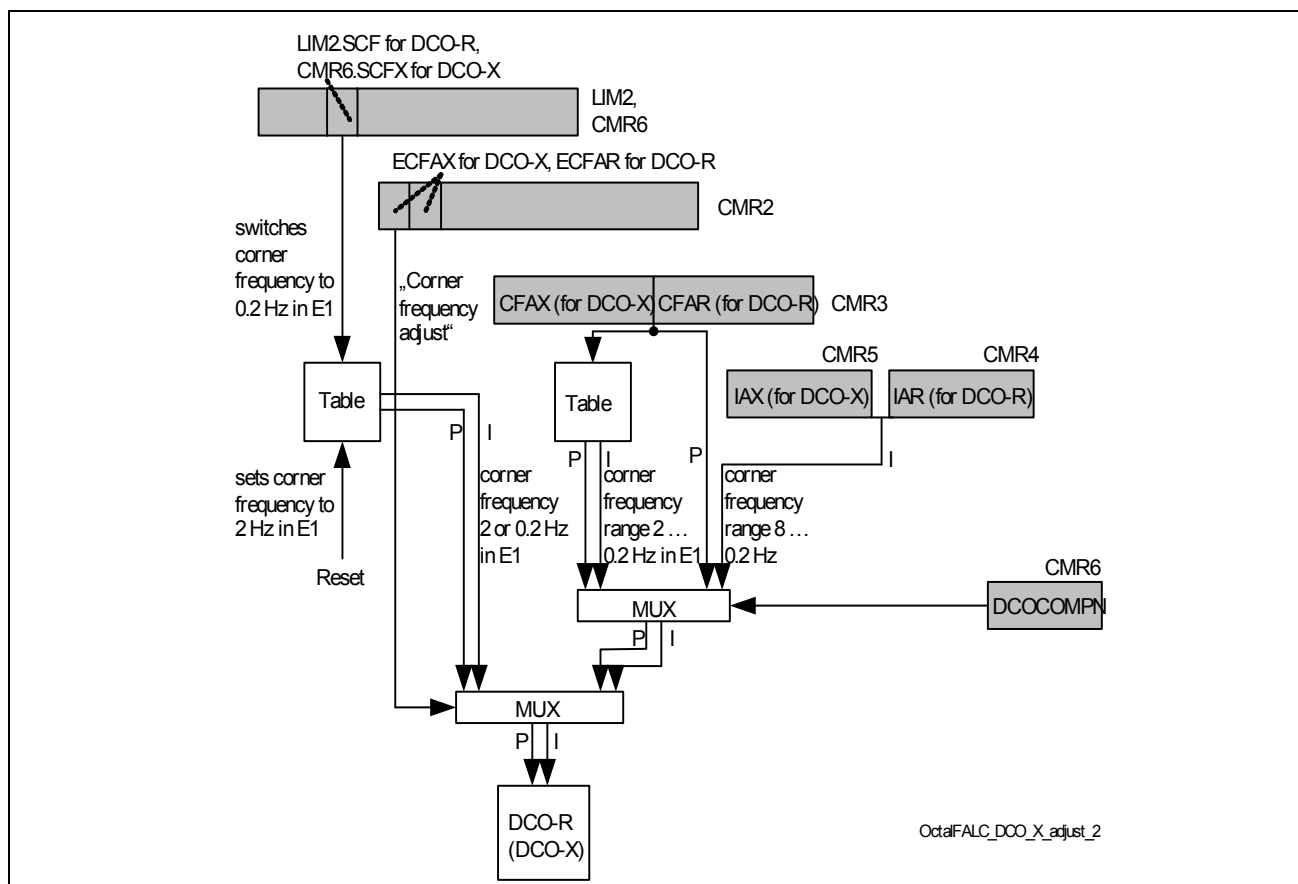 LIM2.SCF for DCO-R,
CMR6.SCFX for DCO-X
LIM2,
CMR6
ECFAX for DCO-X, ECFAR for DCO-R
CMR2
switches
corner
frequency to
0.2 Hz in E1
„Corner
frequency
adjust“
CFAX (for DCO-X)
CFAR (for DCO-R)
CMR3
CMR5
CMR4
IAX (for DCO-X)
IAR (for DCO-R)
Table
Table
P
I
P
I
P
I
sets corner
frequency to
2 Hz in E1
Reset
corner
frequency
2 or 0.2 Hz
in E1
corner
frequency
range 2 …
0.2 Hz in E1
corner
frequency
range 8 …
0.2 Hz
CMR6
DCOCOMPN
MUX
P
I
MUX
P
I
DCO-R
(DCO-X)
OctalFALC_DCO_X_adjust_2